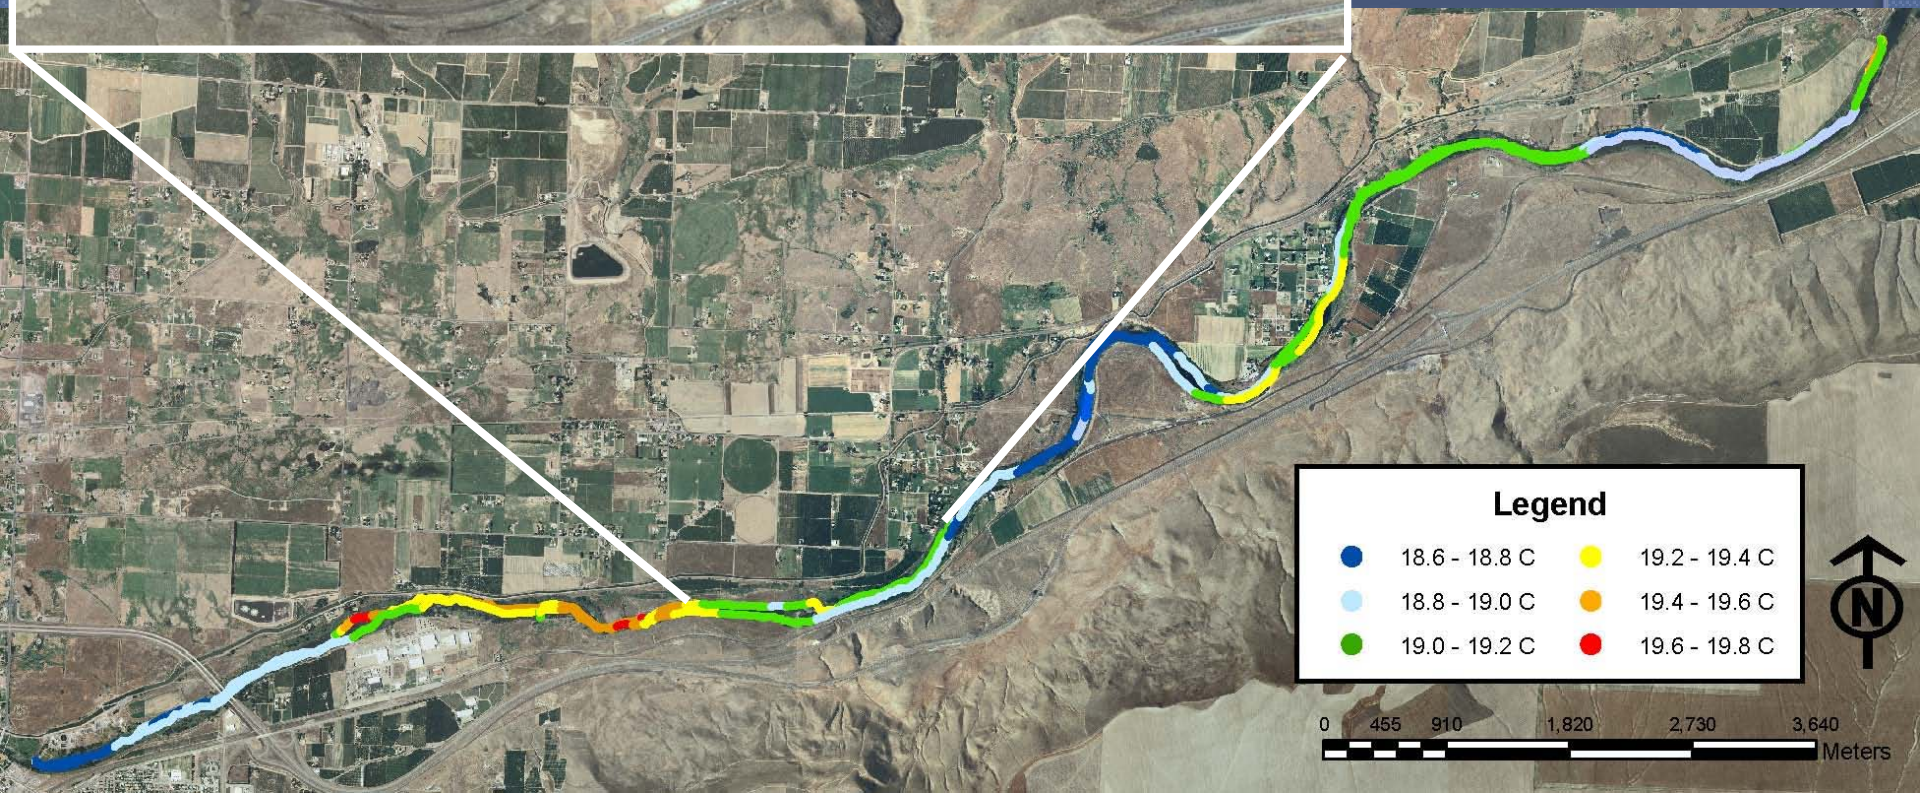 Legend
18.6 - 18.8 C 19.2 - 19.4 C
18.8 - 19.0 C 19.4 - 19.6 C
19.0 - 19.2 C 19.6 - 19.8 C
N
0 455 910 1,820 2,730 3,640
Meters